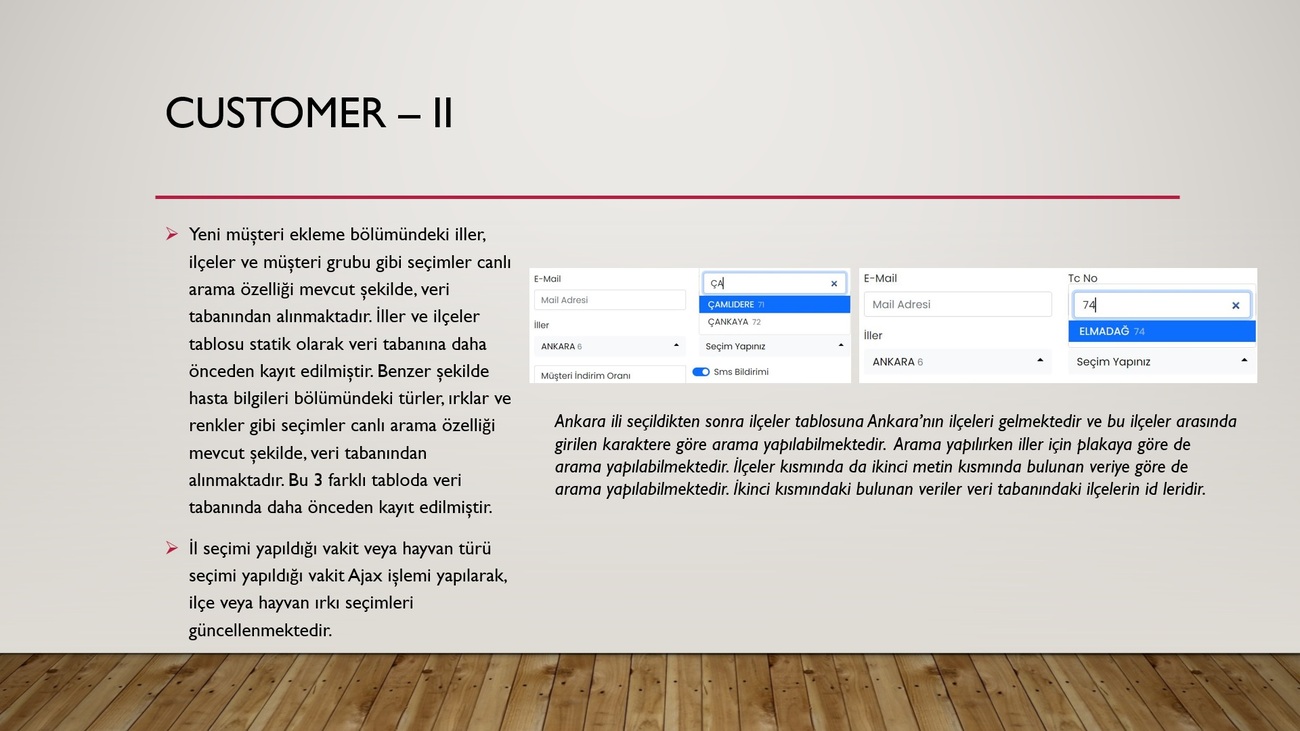 CUSTOMER – II
Yeni müşteri ekleme bölümündeki iller,
ilçeler ve müşteri grubu gibi seçimler canlı
arama özelliği mevcut şekilde, veri
tabanından alınmaktadır. İller ve ilçeler
tablosu statik olarak veri tabanına daha
önceden kayıt edilmiştir. Benzer şekilde
hasta bilgileri bölümündeki türler, ırklar ve
renkler gibi seçimler canlı arama özelliği
mevcut şekilde, veri tabanından
alınmaktadır. Bu 3 farklı tabloda veri
tabanında daha önceden kayıt edilmiştir.
İl seçimi yapıldığı vakit veya hayvan türü
seçimi yapıldığı vakit Ajax işlemi yapılarak,
ilçe veya hayvan ırkı seçimleri
güncellenmektedir.
E-Mail
Mail Adresi
İller
ANKARA 6
Müşteri İndirim Oranı
ÇA
×
ÇAMLIDERE 71
ÇANKAYA 72
Seçim Yapınız
Sms Bildirimi
E-Mail
Mail Adresi
İller
ANKARA 6
Tc No
74
×
ELMADAĞ 74
Seçim Yapınız
Ankara ili seçildikten sonra ilçeler tablosuna Ankara’nın ilçeleri gelmektedir ve bu ilçeler arasında
girilen karaktere göre arama yapılabilmektedir. Arama yapılırken iller için plakaya göre de
arama yapılabilmektedir. İlçeler kısmında da ikinci metin kısmında bulunan veriye göre de
arama yapılabilmektedir. İkinci kısmındaki bulunan veriler veri tabanındaki ilçelerin id leridir.